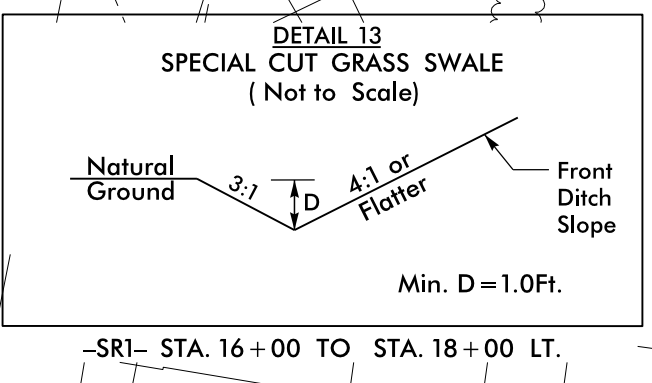 DETAIL 13
SPECIAL CUT GRASS SWALE
( Not to Scale)
Natural
Ground
3:1
D
4:1 or
Flatter
Front
Ditch
Slope
Min. D=1.0Ft.
-SR1- STA. 16+00 TO STA. 18+00 LT.